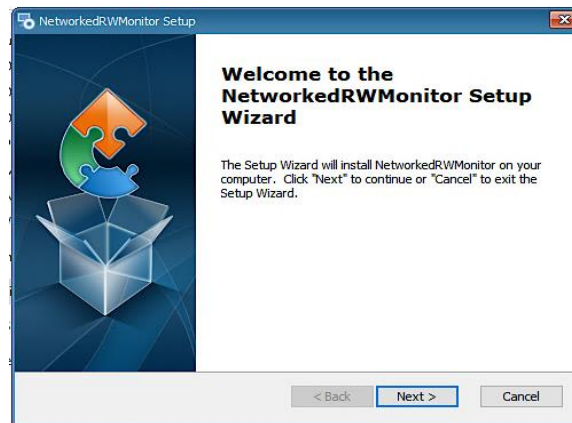 NetworkedRWMonitor Setup
Welcome to the
NetworkedRWMonitor Setup
Wizard
The Setup Wizard will install NetworkedRWMonitor on your
computer. Click "Next" to continue or "Cancel" to exit the
Setup Wizard.
< Back Next > Cancel